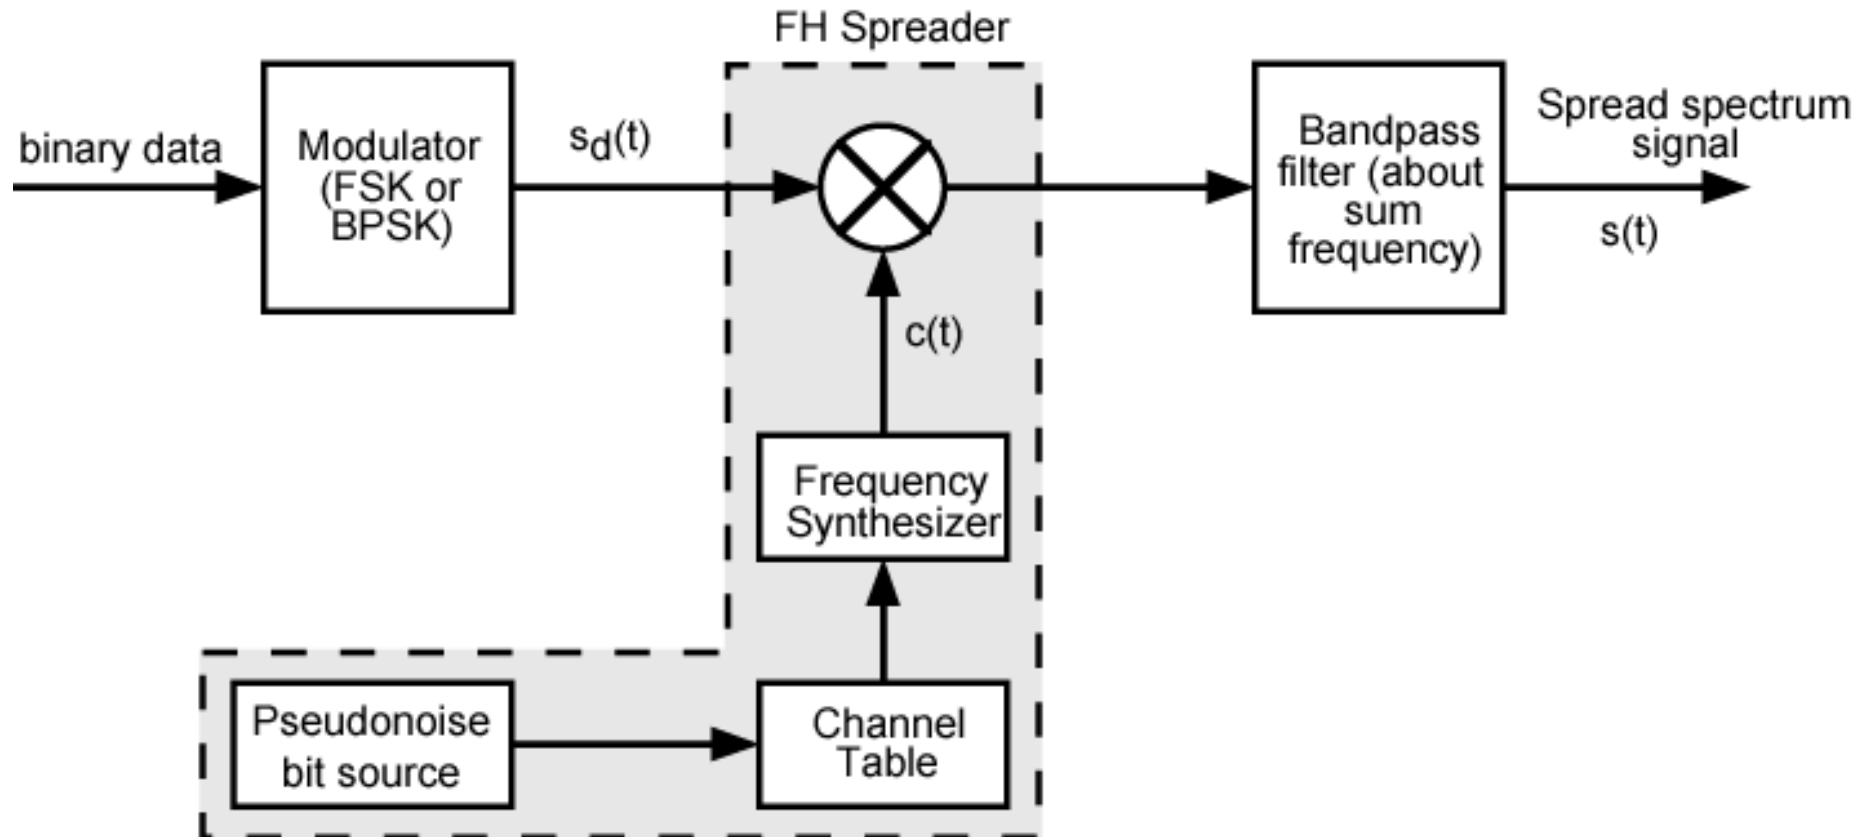 FH Spreader
binary data
Modulator
(FSK or
BPSK)
s_d(t)
Bandpass
filter (about
sum
frequency)
Spread spectrum
signal
s(t)
c(t)
Frequency
Synthesizer
Pseudonoise
bit source
Channel
Table